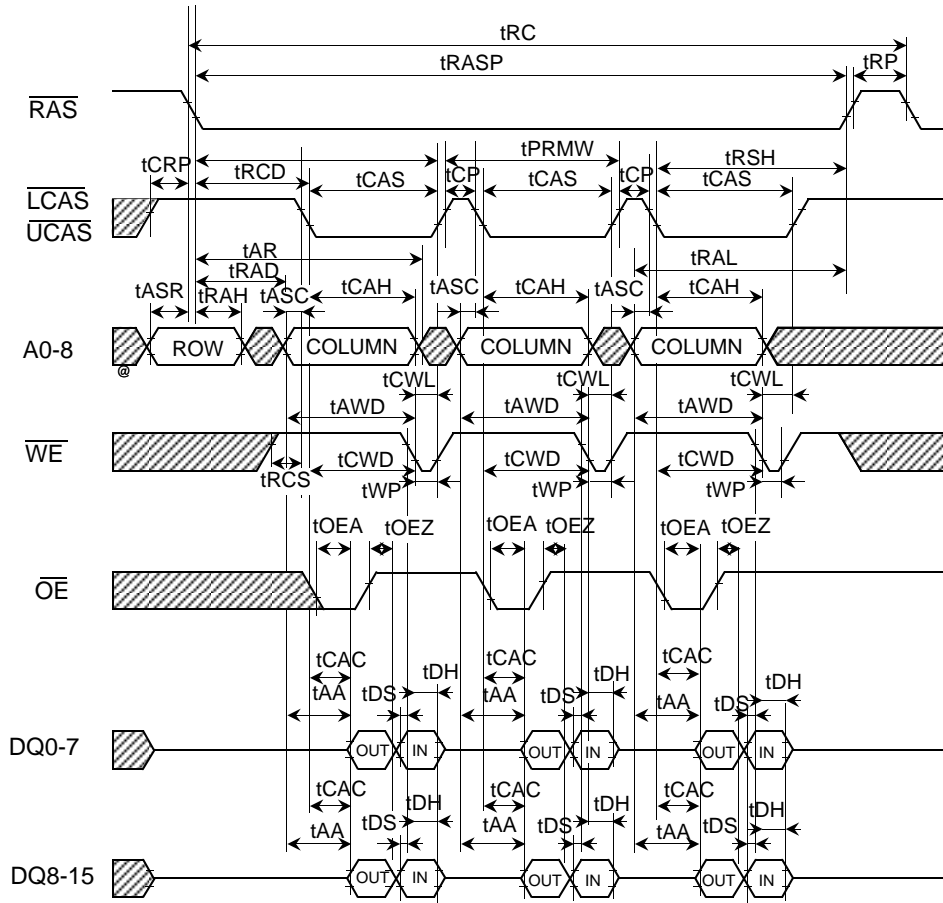 tRC
tRASP
tRP
RAS
tPRMW
tRSH
tCRP
tRCD
tCAS
tCP
tCAS
tCP
tCAS
LCAS
UCAS
tAR
tRAL
tRAD
tASR
tRAH
tASC
tCAH
tASC
tCAH
tASC
tCAH
A0-8
ROW
COLUMN
COLUMN
COLUMN
@
tCWL
tCWL
tCWL
tAWD
tAWD
tAWD
WE
tRCS
tCWD
tWP
tCWD
tWP
tCWD
tWP
tOEA
tOEZ
tOEA
tOEZ
tOEA
tOEZ
OE
tCAC
tDH
tCAC
tDH
tCAC
tDH
tAA
tDS
tAA
tDS
tAA
tDS
DQ0-7
OUT
IN
OUT
IN
OUT
IN
tCAC
tDH
tCAC
tDH
tCAC
tDH
tAA
tDS
tAA
tDS
tAA
tDS
DQ8-15
OUT
IN
OUT
IN
OUT
IN